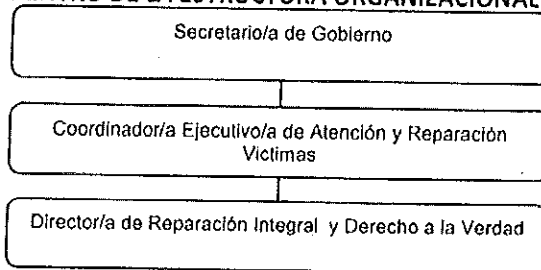 DE LA ESTRUCTURA ORGANIZACIONAL
Secretario/a de Gobierno
Coordinador/a Ejecutivo/a de Atención y Reparación
Victimas
Director/a de Reparación Integral y Derecho a la Verdad